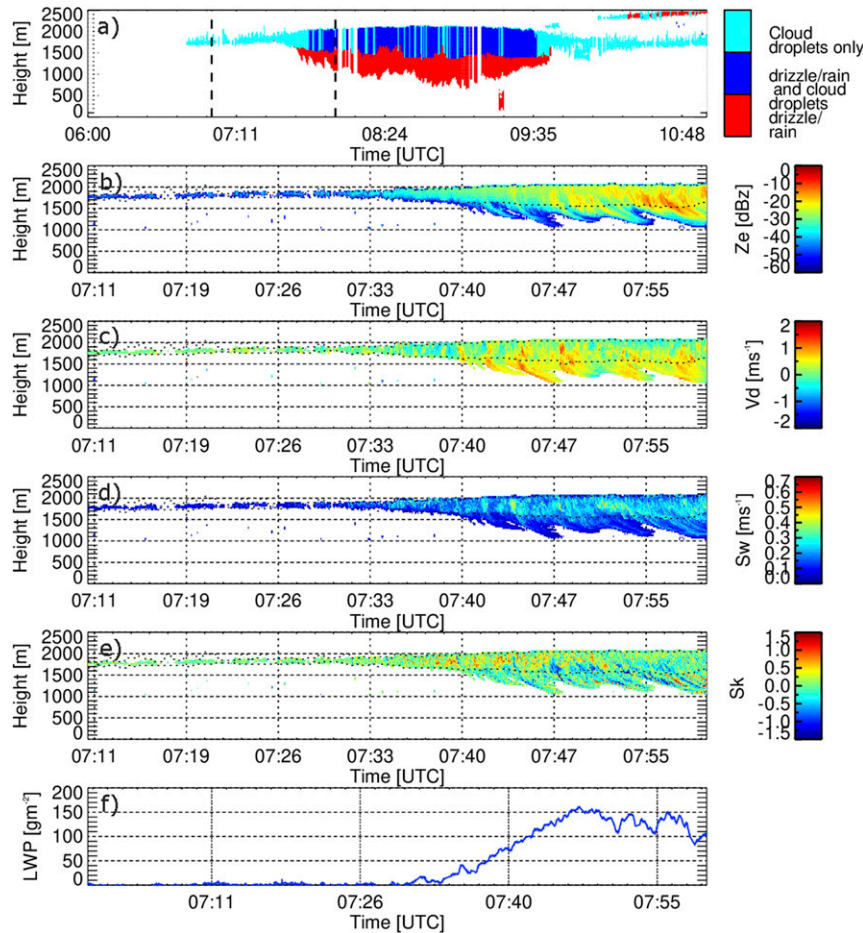 a)
Height [m]
2500
2000
1500
1000
500
0
06:00 07:11 08:24 09:35 10:48
Time [UTC]
Cloud
droplets only
drizzle/rain
and cloud
droplets
drizzle/
rain
b)
Height [m]
2500
2000
1500
1000
500
0
07:11 07:19 07:26 07:33 07:40 07:47 07:55
Time [UTC]
Ze [dBz]
0
-10
-20
-30
-40
-50
-60
c)
Height [m]
2500
2000
1500
1000
500
0
07:11 07:19 07:26 07:33 07:40 07:47 07:55
Time [UTC]
Vd [ms⁻¹]
2
1
0
-1
-2
d)
Height [m]
2500
2000
1500
1000
500
0
07:11 07:19 07:26 07:33 07:40 07:47 07:55
Time [UTC]
Sw [ms⁻¹]
0.7
0.6
0.5
0.4
0.3
0.2
0.1
0.0
e)
Height [m]
2500
2000
1500
1000
500
0
07:11 07:19 07:26 07:33 07:40 07:47 07:55
Time [UTC]
Sk
1.5
1.0
0.5
0.0
-0.5
-1.0
-1.5
f)
LWP [gm⁻²]
200
150
100
50
0
07:11 07:26 07:40 07:55
Time [UTC]